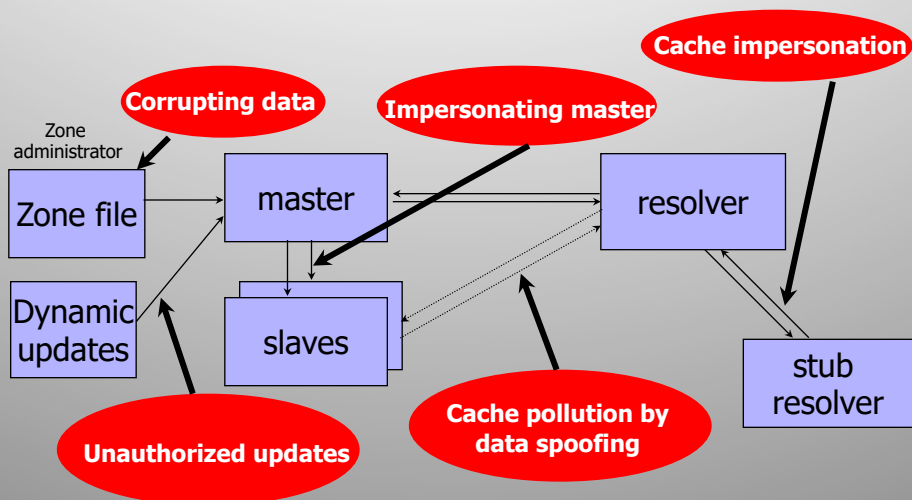 Cache impersonation
Corrupting data
Impersonating master
Zone
administrator
Zone file
master
resolver
Dynamic
updates
slaves
stub
resolver
Cache pollution by
data spoofing
Unauthorized updates